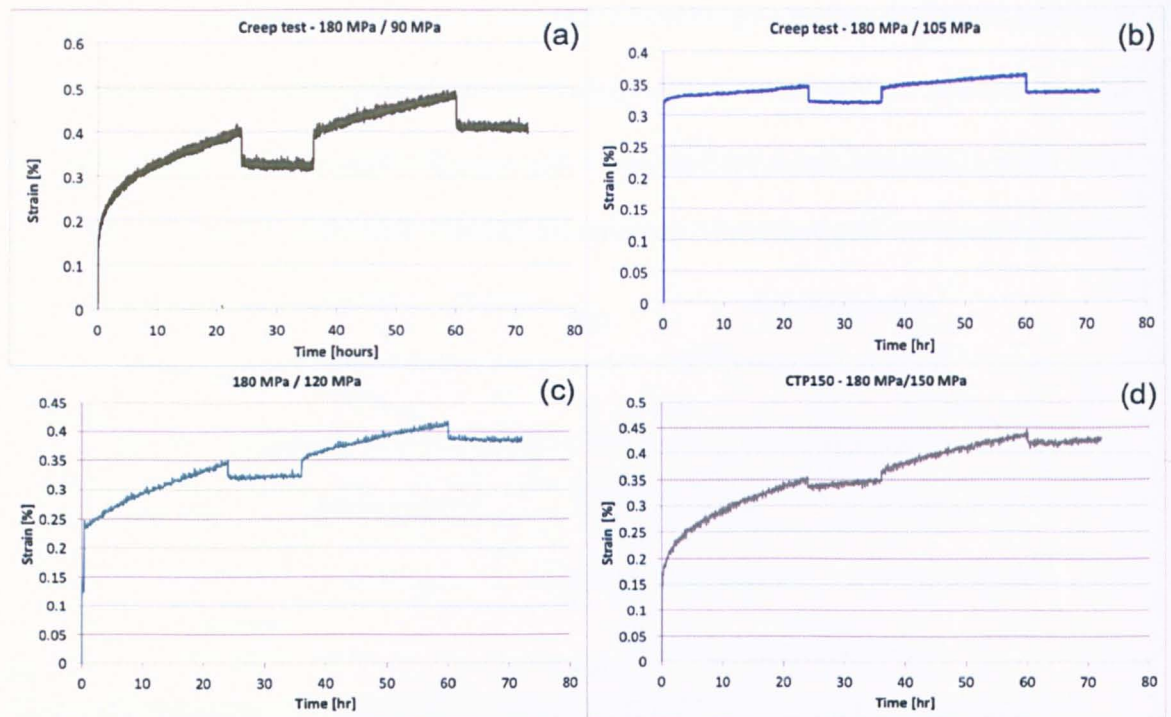 Creep test - 180 MPa / 90 MPa
(a)
0.6
0.5
0.4
0.3
0.2
0.1
0
Strain [%]
0 10 20 30 40 50 60 70 80
Time [hours]
Creep test - 180 MPa / 105 MPa
(b)
0.4
0.35
0.3
0.25
0.2
0.15
0.1
0.05
0
Strain [%]
0 10 20 30 40 50 60 70 80
Time [hr]
180 MPa / 120 MPa
(c)
0.45
0.4
0.35
0.3
0.25
0.2
0.15
0.1
0.05
0
Strain [%]
0 10 20 30 40 50 60 70 80
Time [hr]
CTP150 - 180 MPa/150 MPa
(d)
0.5
0.45
0.4
0.35
0.3
0.25
0.2
0.15
0.1
0.05
0
Strain [%]
0 10 20 30 40 50 60 70 80
Time [hr]